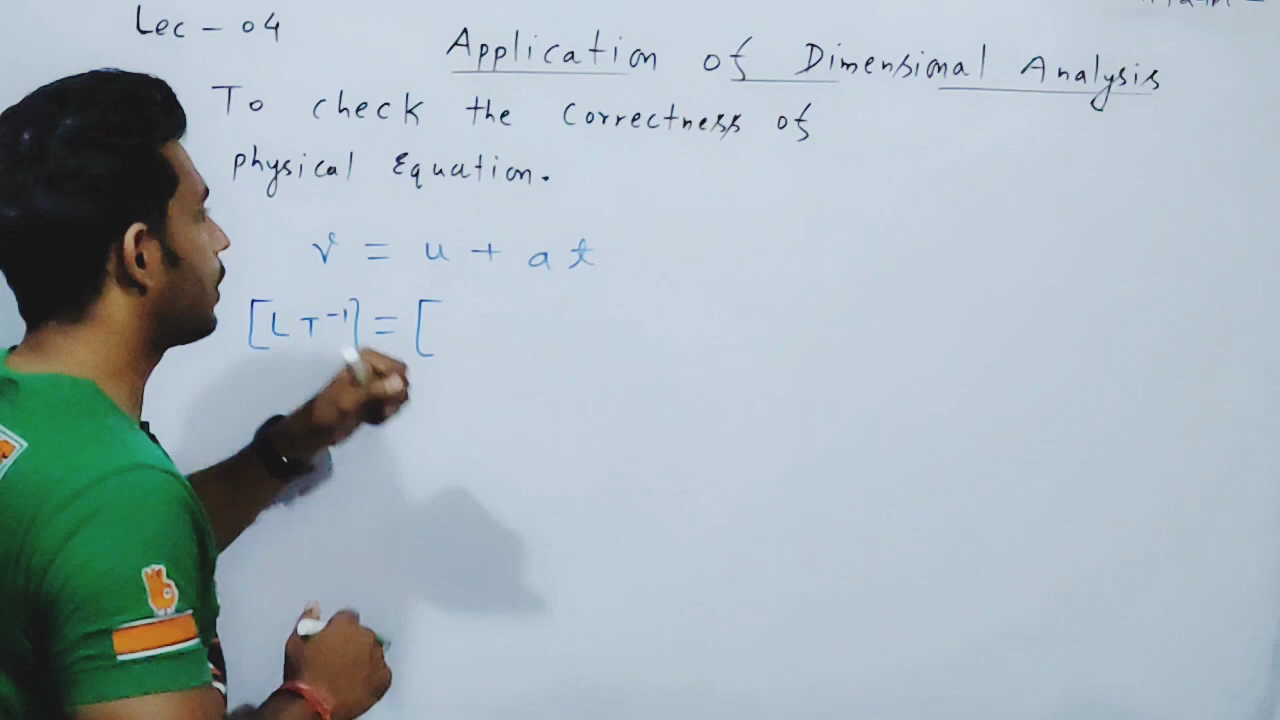 Lec - 04
Application of Dimensional Analysis
To check the correctness of
physical Equation.
v = u + at
[LT⁻¹] = [